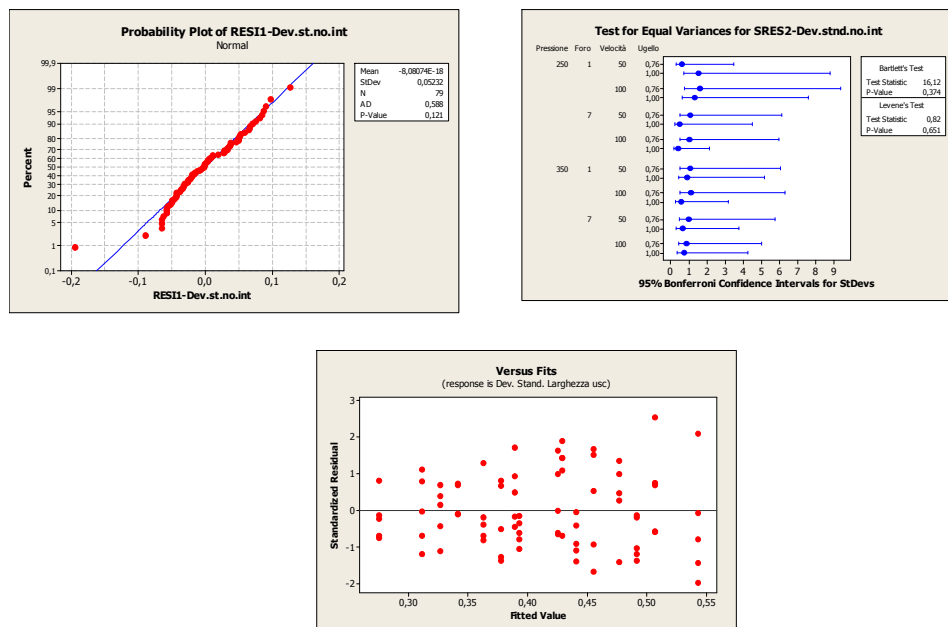 Probability Plot of RESI1-Dev.st.no.int
Normal
99,9
99
95
90
80
70
60
50
40
30
20
10
5
1
0,1
Percent
-0,2 -0,1 0,0 0,1 0,2
RESI1-Dev.st.no.int
Mean -8,08074E-18
StDev 0,05232
N 79
AD 0,588
P-Value 0,121
Test for Equal Variances for SRES2-Dev.stnd.no.int
Pressione Foro Velocità Ugello
250 1 50 0,76
1,00
100 0,76
1,00
7 50 0,76
1,00
100 0,76
1,00
350 1 50 0,76
1,00
100 0,76
1,00
7 50 0,76
1,00
100 0,76
1,00
0 1 2 3 4 5 6 7 8 9
95% Bonferroni Confidence Intervals for StDevs
Bartlett's Test
Test Statistic 16,12
P-Value 0,374
Levene's Test
Test Statistic 0,82
P-Value 0,651
Versus Fits
(response is Dev. Stand. Larghezza usc)
3
2
1
0
-1
-2
Standardized Residual
0,30 0,35 0,40 0,45 0,50 0,55
Fitted Value